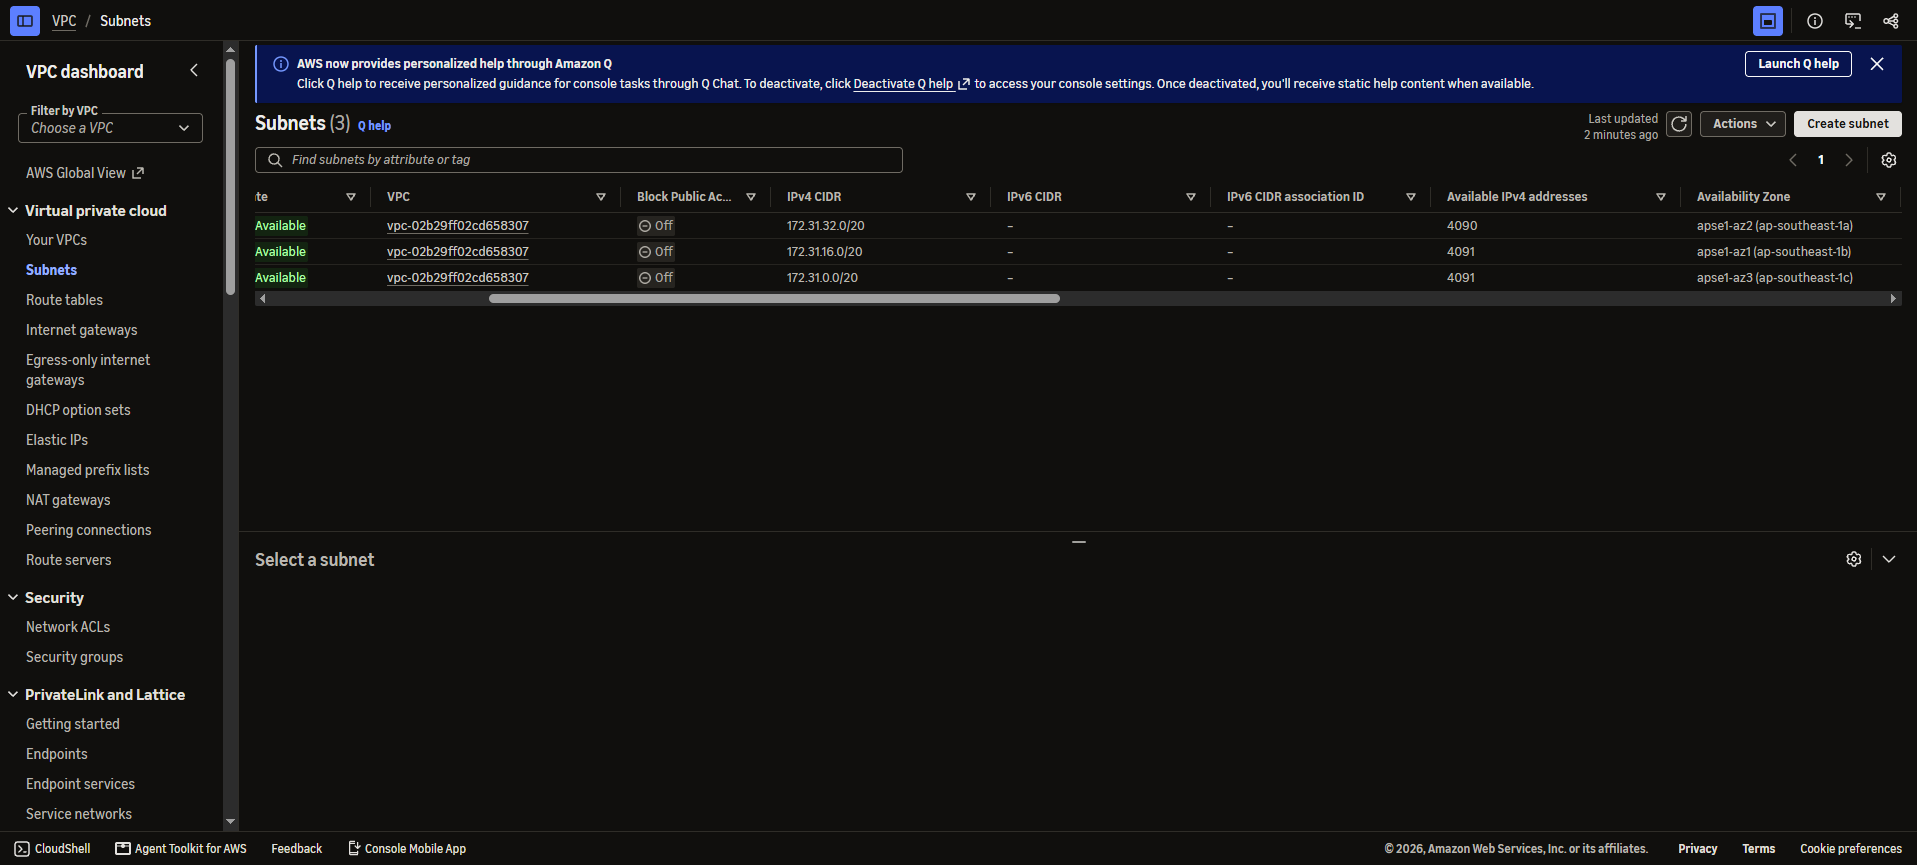 VPC / Subnets
VPC dashboard
Filter by VPC
Choose a VPC
AWS Global View
Virtual private cloud
Your VPCs
Subnets
Route tables
Internet gateways
Egress-only internet
gateways
DHCP option sets
Elastic IPs
Managed prefix lists
NAT gateways
Peering connections
Route servers
Security
Network ACLs
Security groups
PrivateLink and Lattice
Getting started
Endpoints
Endpoint services
Service networks
AWS now provides personalized help through Amazon Q
Click Q help to receive personalized guidance for console tasks through Q Chat. To deactivate, click Deactivate Q help to access your console settings. Once deactivated, you'll receive static help content when available.
Launch Q help
Subnets (3) Q help
Last updated
2 minutes ago
Actions
Create subnet
Find subnets by attribute or tag
1
te VPC Block Public Ac... IPv4 CIDR IPv6 CIDR IPv6 CIDR association ID Available IPv4 addresses Availability Zone
Available vpc-02b29ff02cd658307 Off 172.31.32.0/20 – – 4090 apse1-az2 (ap-southeast-1a)
Available vpc-02b29ff02cd658307 Off 172.31.16.0/20 – – 4091 apse1-az1 (ap-southeast-1b)
Available vpc-02b29ff02cd658307 Off 172.31.0.0/20 – – 4091 apse1-az3 (ap-southeast-1c)
Select a subnet
CloudShell Agent Toolkit for AWS Feedback Console Mobile App © 2026, Amazon Web Services, Inc. or its affiliates. Privacy Terms Cookie preferences